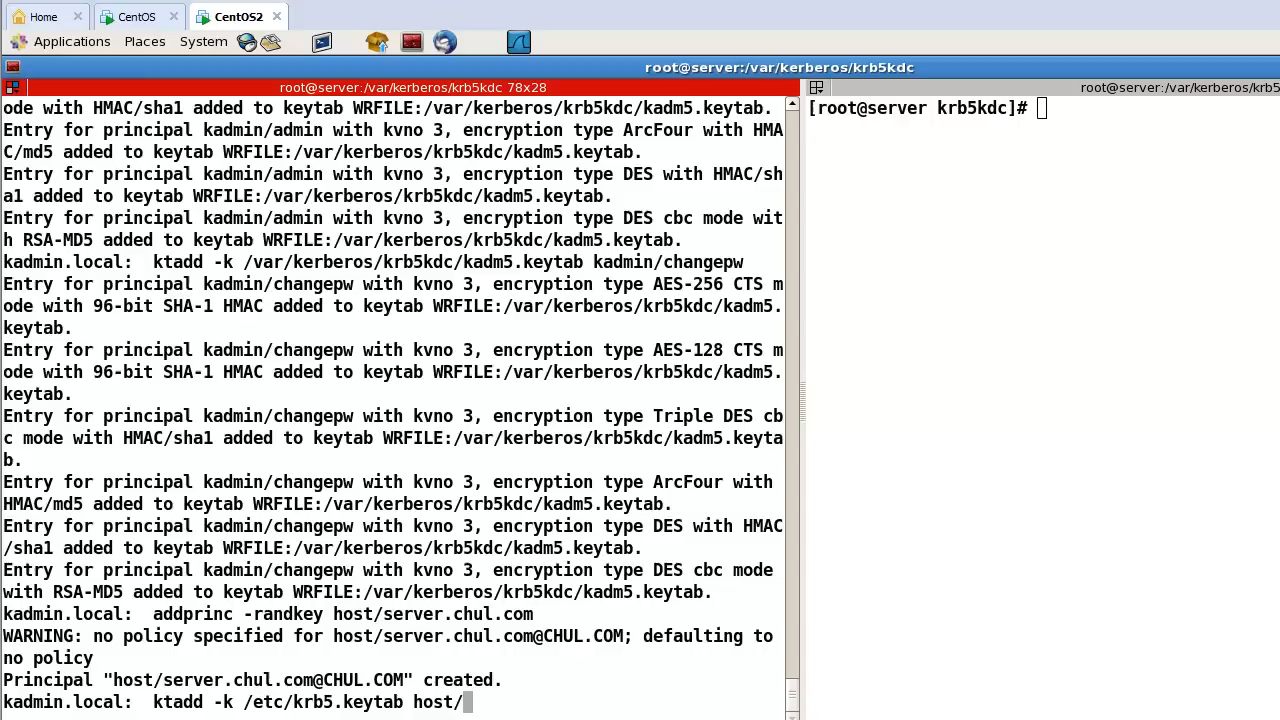 Home
CentOS
CentOS2
Applications Places System
root@server:/var/kerberos/krb5kdc
root@server:/var/kerberos/krb5kdc 78x28
root@server:/var/kerberos/krb5
ode with HMAC/sha1 added to keytab WRFILE:/var/kerberos/krb5kdc/kadm5.keytab.
Entry for principal kadmin/admin with kvno 3, encryption type ArcFour with HMA
C/md5 added to keytab WRFILE:/var/kerberos/krb5kdc/kadm5.keytab.
Entry for principal kadmin/admin with kvno 3, encryption type DES with HMAC/sh
a1 added to keytab WRFILE:/var/kerberos/krb5kdc/kadm5.keytab.
Entry for principal kadmin/admin with kvno 3, encryption type DES cbc mode wit
h RSA-MD5 added to keytab WRFILE:/var/kerberos/krb5kdc/kadm5.keytab.
kadmin.local:  ktadd -k /var/kerberos/krb5kdc/kadm5.keytab kadmin/changepw
Entry for principal kadmin/changepw with kvno 3, encryption type AES-256 CTS m
ode with 96-bit SHA-1 HMAC added to keytab WRFILE:/var/kerberos/krb5kdc/kadm5.
keytab.
Entry for principal kadmin/changepw with kvno 3, encryption type AES-128 CTS m
ode with 96-bit SHA-1 HMAC added to keytab WRFILE:/var/kerberos/krb5kdc/kadm5.
keytab.
Entry for principal kadmin/changepw with kvno 3, encryption type Triple DES cb
c mode with HMAC/sha1 added to keytab WRFILE:/var/kerberos/krb5kdc/kadm5.keyta
b.
Entry for principal kadmin/changepw with kvno 3, encryption type ArcFour with
HMAC/md5 added to keytab WRFILE:/var/kerberos/krb5kdc/kadm5.keytab.
Entry for principal kadmin/changepw with kvno 3, encryption type DES with HMAC
/sha1 added to keytab WRFILE:/var/kerberos/krb5kdc/kadm5.keytab.
Entry for principal kadmin/changepw with kvno 3, encryption type DES cbc mode
with RSA-MD5 added to keytab WRFILE:/var/kerberos/krb5kdc/kadm5.keytab.
kadmin.local:  addprinc -randkey host/server.chul.com
WARNING: no policy specified for host/server.chul.com@CHUL.COM; defaulting to
no policy
Principal "host/server.chul.com@CHUL.COM" created.
kadmin.local:  ktadd -k /etc/krb5.keytab host/
[root@server krb5kdc]#